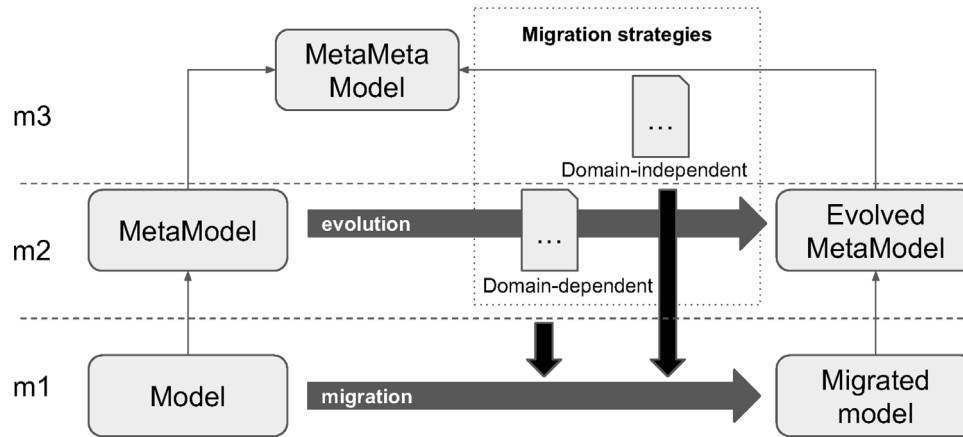 Migration strategies
MetaMeta
Model
m3
...
Domain-independent
MetaModel
evolution
...
Evolved
MetaModel
m2
Domain-dependent
m1
Model
migration
Migrated
model